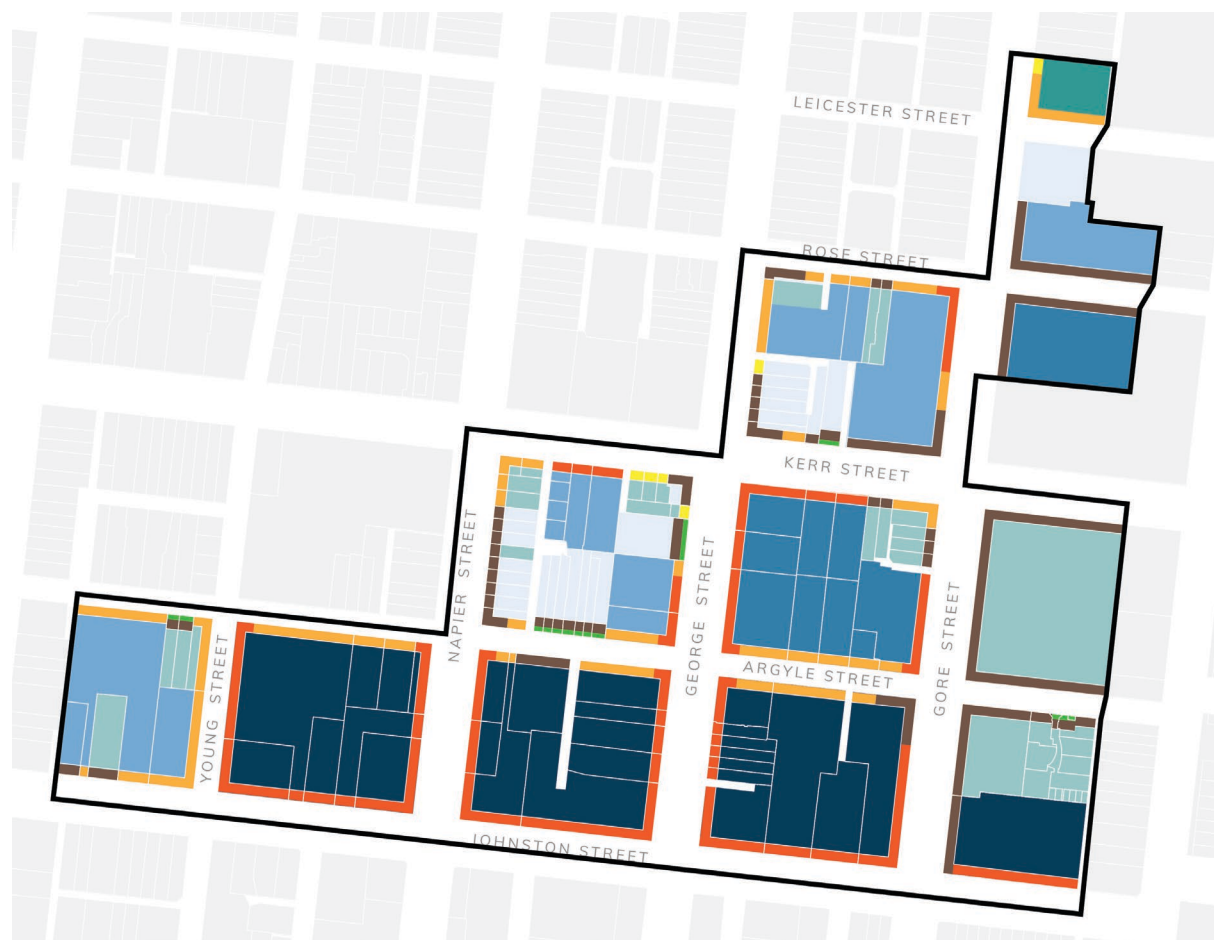 LEICESTER STREET
ROSE STREET
KERR STREET
NAPIER STREET
GEORGE STREET
GORE STREET
ARGYLE STREET
YOUNG STREET
JOHNSTON STREET